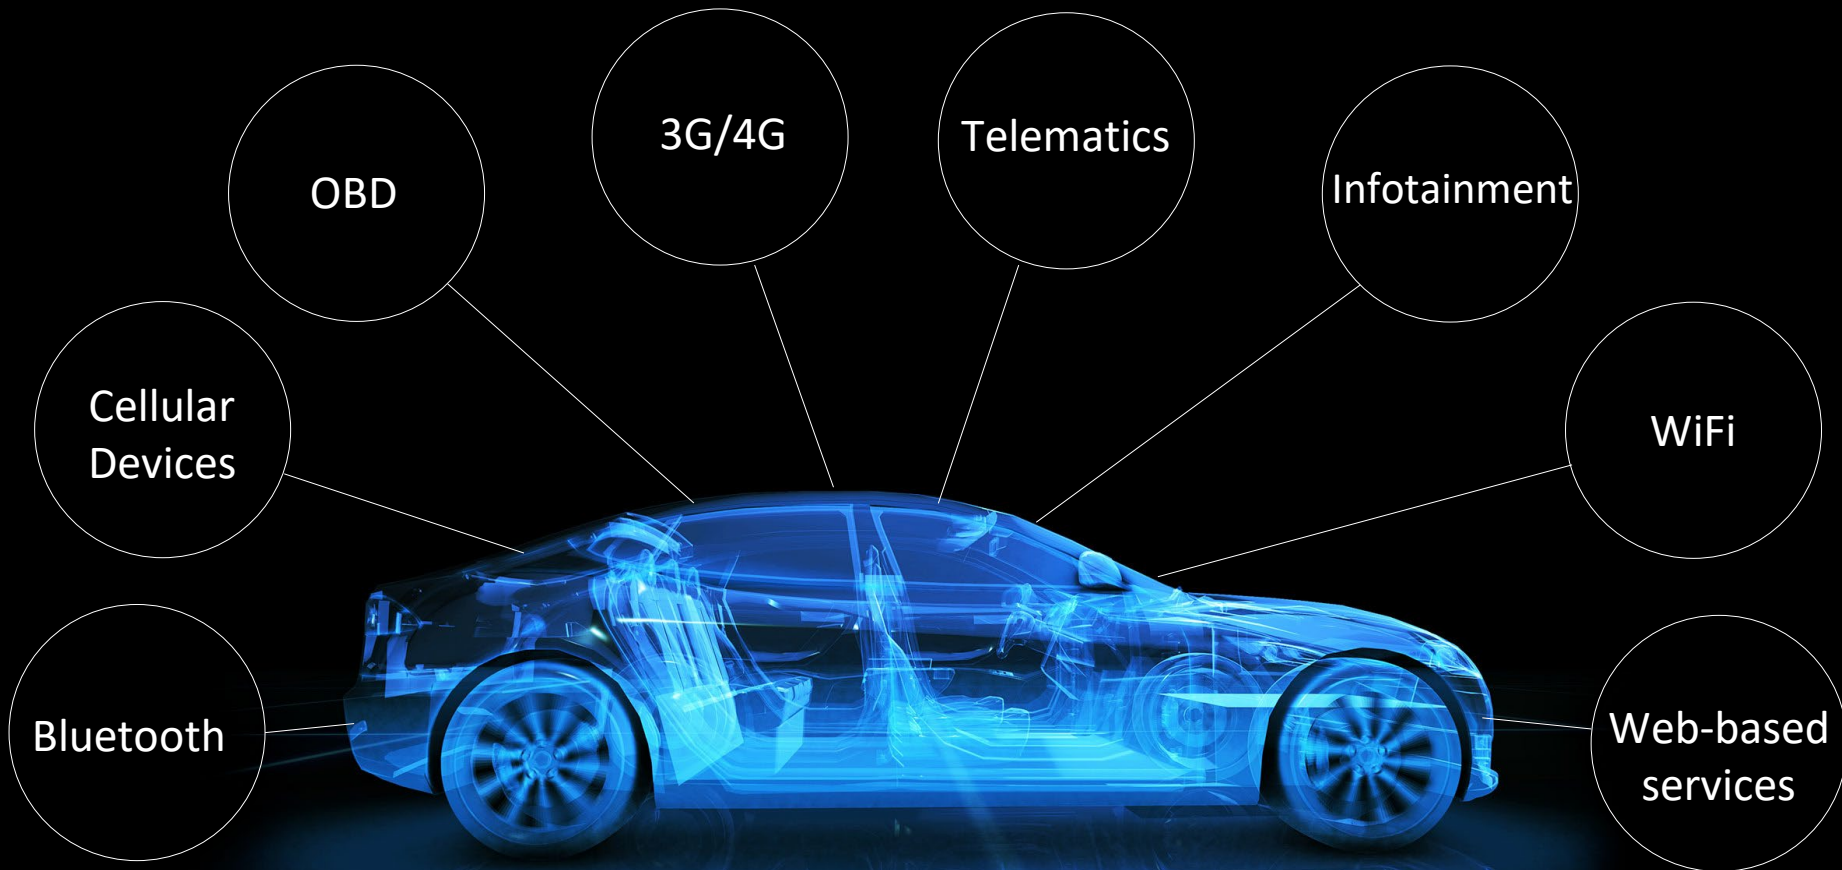 3G/4G
Telematics
OBD
Infotainment
Cellular
Devices
WiFi
Bluetooth
Web-based
services